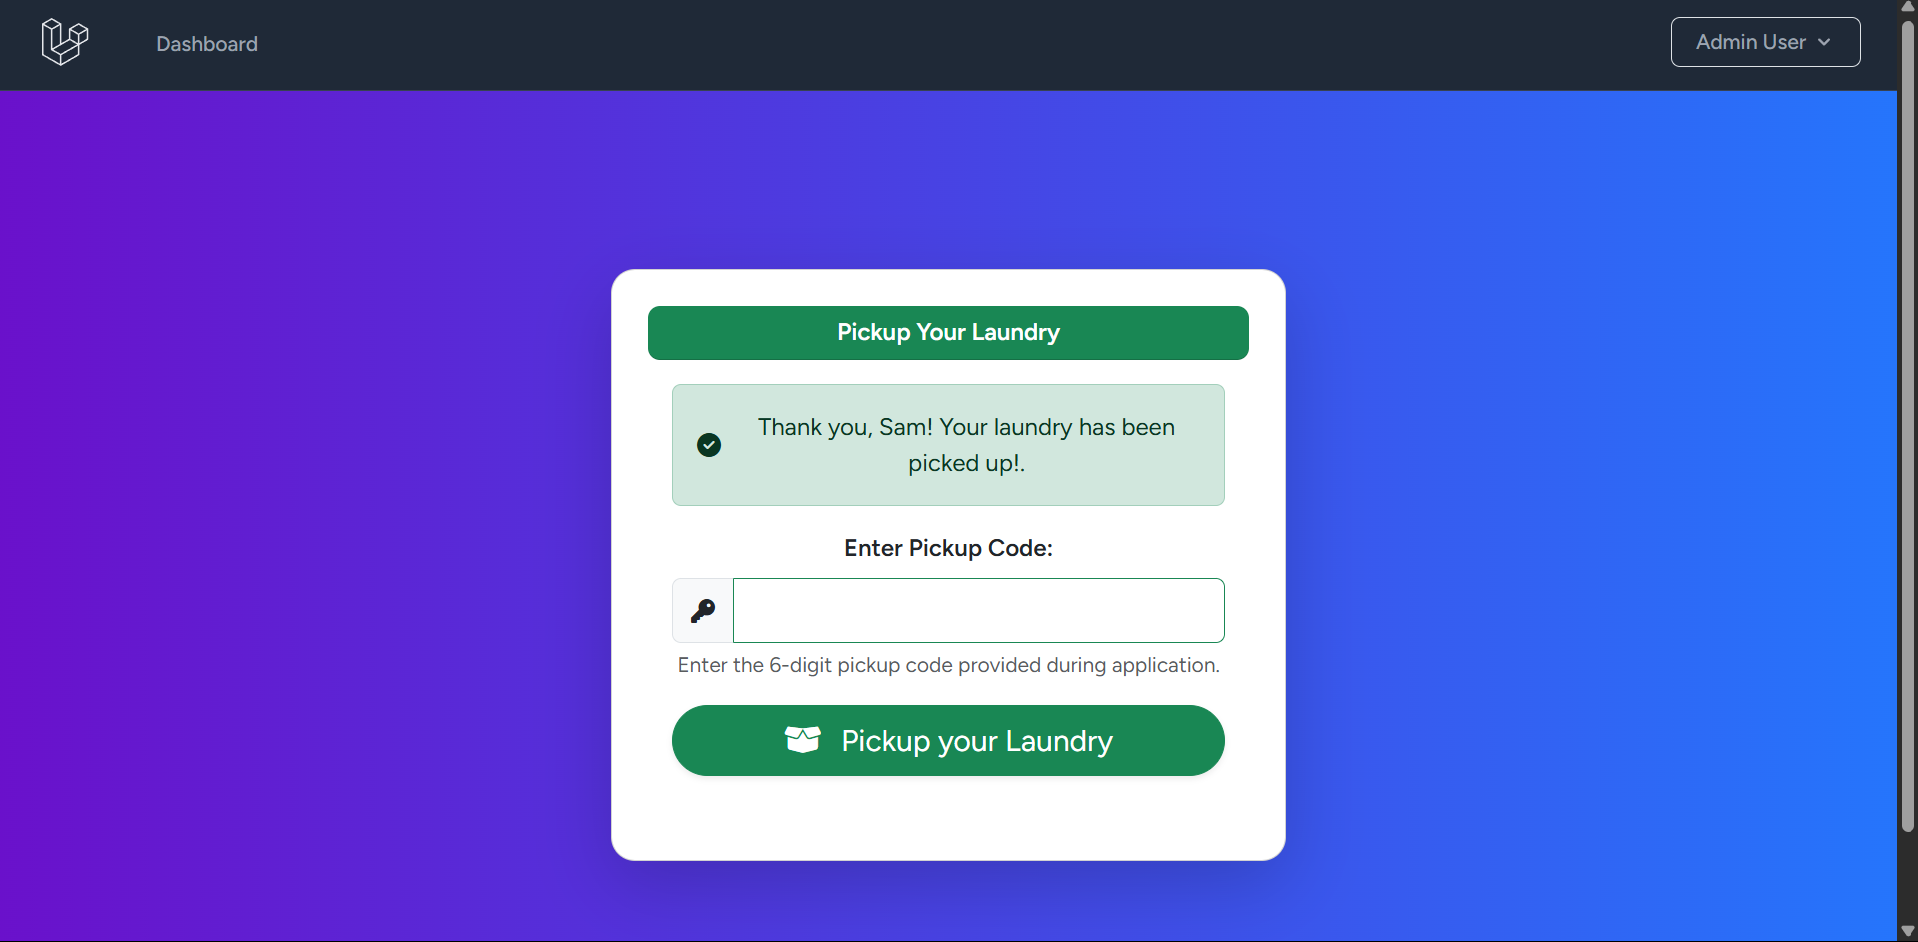 Dashboard
Admin User
Pickup Your Laundry
Thank you, Sam! Your laundry has been
picked up!.
Enter Pickup Code:
Enter the 6-digit pickup code provided during application.
Pickup your Laundry